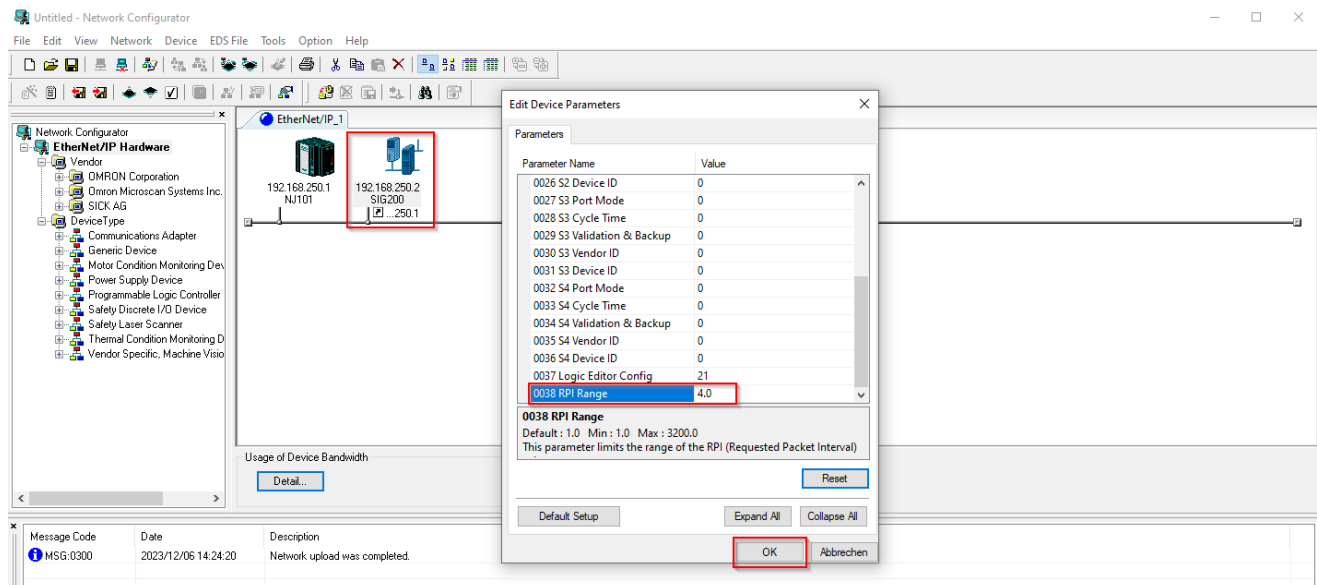 Untitled - Network Configurator
File Edit View Network Device EDS File Tools Option Help
EtherNet/IP_1
Network Configurator
EtherNet/IP Hardware
Vendor
OMRON Corporation
Omron Microscan Systems Inc.
SICK AG
DeviceType
Communications Adapter
Generic Device
Motor Condition Monitoring Dev
Power Supply Device
Programmable Logic Controller
Safety Discrete I/O Device
Safety Laser Scanner
Thermal Condition Monitoring D
Vendor Specific, Machine Visio
192.168.250.1
NJ101
192.168.250.2
SIG200
...250.1
Usage of Device Bandwidth
Detail...
Edit Device Parameters
Parameters
Parameter Name Value
0026 S2 Device ID 0
0027 S3 Port Mode 0
0028 S3 Cycle Time 0
0029 S3 Validation & Backup 0
0030 S3 Vendor ID 0
0031 S3 Device ID 0
0032 S4 Port Mode 0
0033 S4 Cycle Time 0
0034 S4 Validation & Backup 0
0035 S4 Vendor ID 0
0036 S4 Device ID 0
0037 Logic Editor Config 21
0038 RPI Range 4.0
0038 RPI Range
Default : 1.0 Min : 1.0 Max : 3200.0
This parameter limits the range of the RPI (Requested Packet Interval)
Reset
Default Setup Expand All Collapse All
OK Abbrechen
Message Code Date Description
MSG:0300 2023/12/06 14:24:20 Network upload was completed.